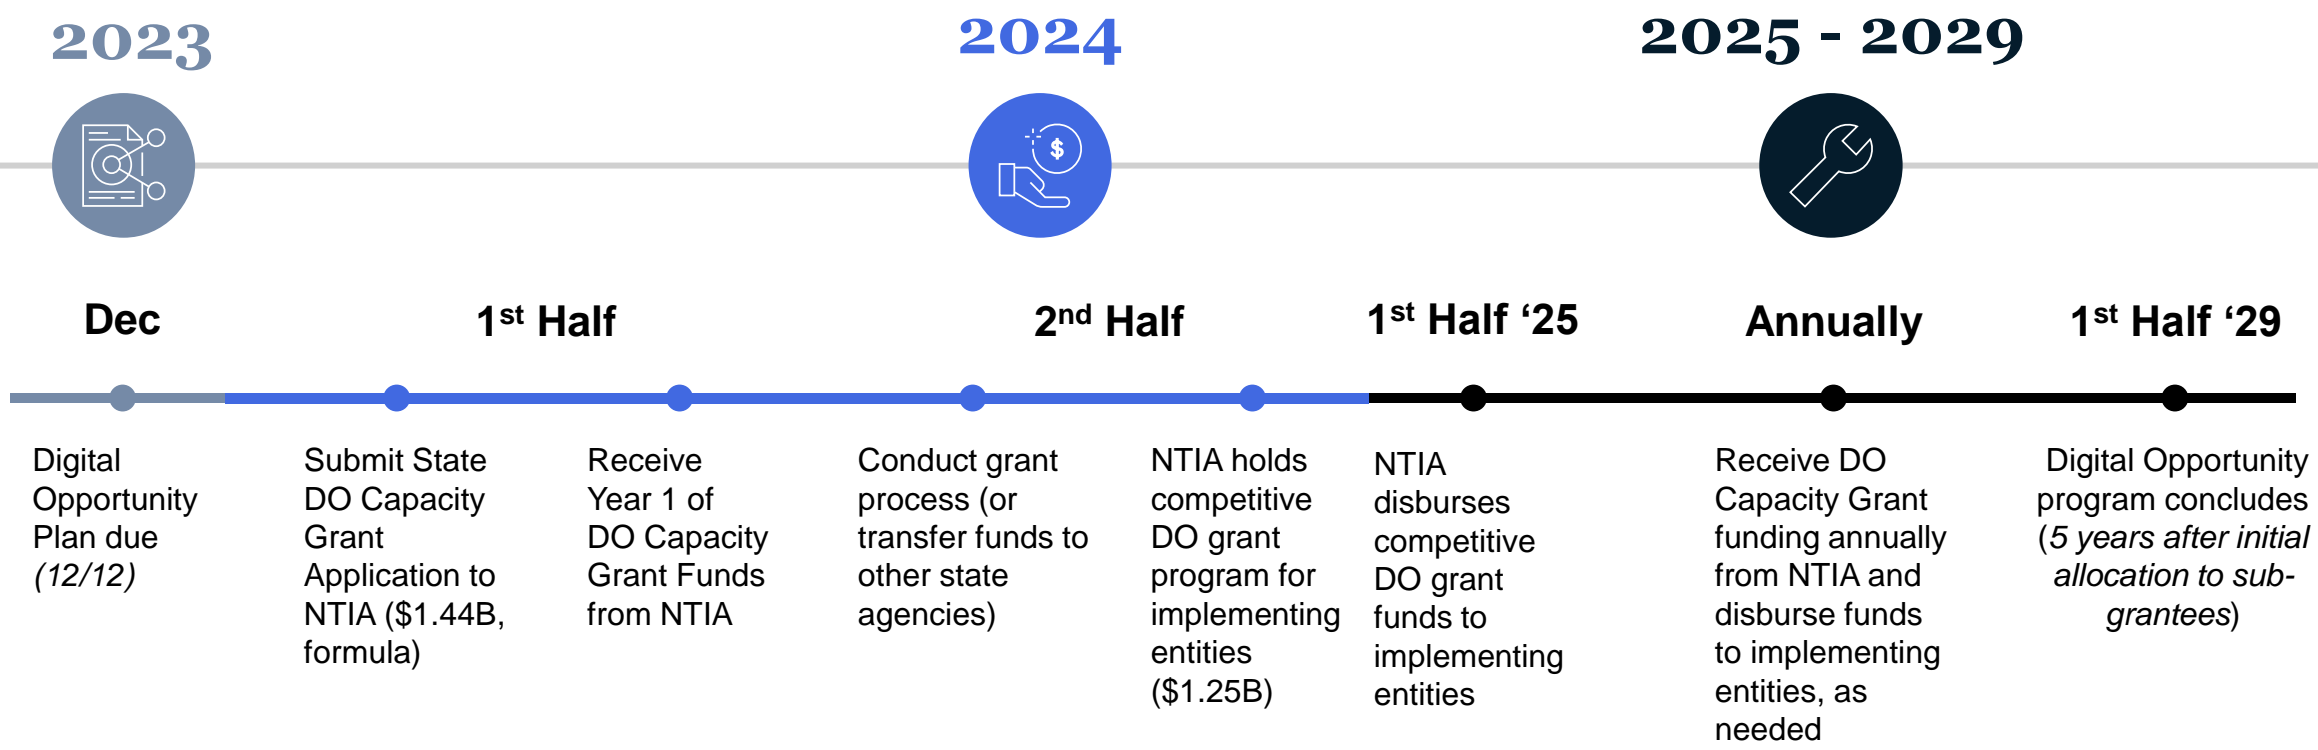 2023
2024
2025 - 2029
Dec
1st Half
2nd Half
1st Half ‘25
Annually
1st Half ‘29
Digital
Opportunity
Plan due
(12/12)
Submit State
DO Capacity
Grant
Application to
NTIA ($1.44B,
formula)
Receive
Year 1 of
DO Capacity
Grant Funds
from NTIA
Conduct grant
process (or
transfer funds to
other state
agencies)
NTIA holds
competitive
DO grant
program for
implementing
entities
($1.25B)
NTIA
disburses
competitive
DO grant
funds to
implementing
entities
Receive DO
Capacity Grant
funding annually
from NTIA and
disburse funds
to implementing
entities, as
needed
Digital Opportunity
program concludes
(5 years after initial
allocation to sub-
grantees)